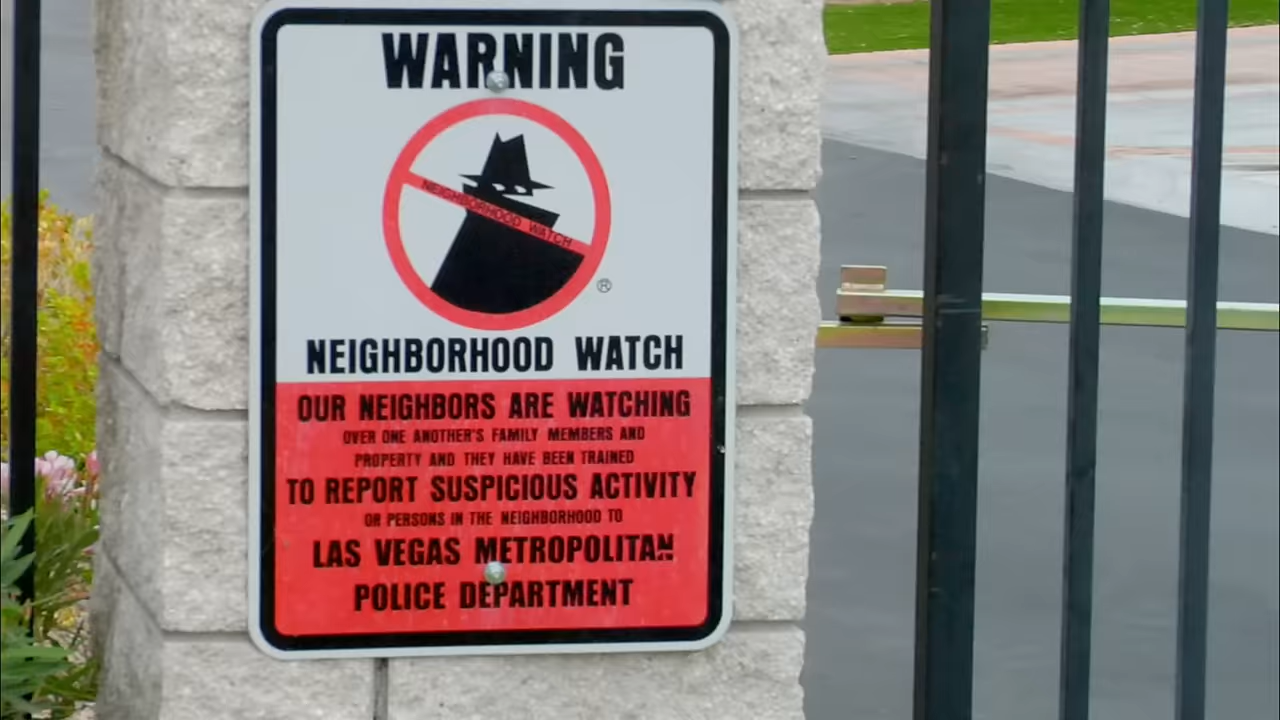 WARNING
NEIGHBORHOOD WATCH
®
NEIGHBORHOOD WATCH
OUR NEIGHBORS ARE WATCHING
OVER ONE ANOTHER'S FAMILY MEMBERS AND
PROPERTY AND THEY HAVE BEEN TRAINED
TO REPORT SUSPICIOUS ACTIVITY
OR PERSONS IN THE NEIGHBORHOOD TO
LAS VEGAS METROPOLITAN
POLICE DEPARTMENT